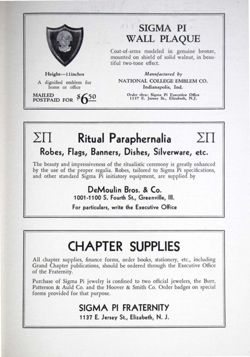 SIGMA PI
WALL PLAQUE
Coat-of-arms modeled in genuine bronze,
mounted on shield of solid walnut, in beau-
tiful two-tone effect.
Height—11inches
A dignified emblem for
home or office
MAILED
POSTPAID FOR $6.50
Manufactured by
NATIONAL COLLEGE EMBLEM CO.
Indianapolis, Ind.
Order thru: Sigma Pi Executive Office
1137 E. Jersey St., Elizabeth, N.J.
ΣΠ Ritual Paraphernalia ΣΠ
Robes, Flags, Banners, Dishes, Silverware, etc.
The beauty and impressiveness of the ritualistic ceremony is greatly enhanced
by the use of the proper regalia. Robes, tailored to Sigma Pi specifications,
and other standard Sigma Pi initiatory equipment, are supplied by
DeMoulin Bros. & Co.
1001-1100 S. Fourth St., Greenville, Ill.
For particulars, write the Executive Office
CHAPTER SUPPLIES
All chapter supplies, finance forms, order books, stationery, etc., including
Grand Chapter publications, should be ordered through the Executive Office
of the Fraternity.
Purchase of Sigma Pi jewelry is confined to two official jewelers, the Burr,
Patterson & Auld Co. and the Hoover & Smith Co. Order badges on special
forms provided for that purpose.
SIGMA PI FRATERNITY
1137 E. Jersey St., Elizabeth, N. J.